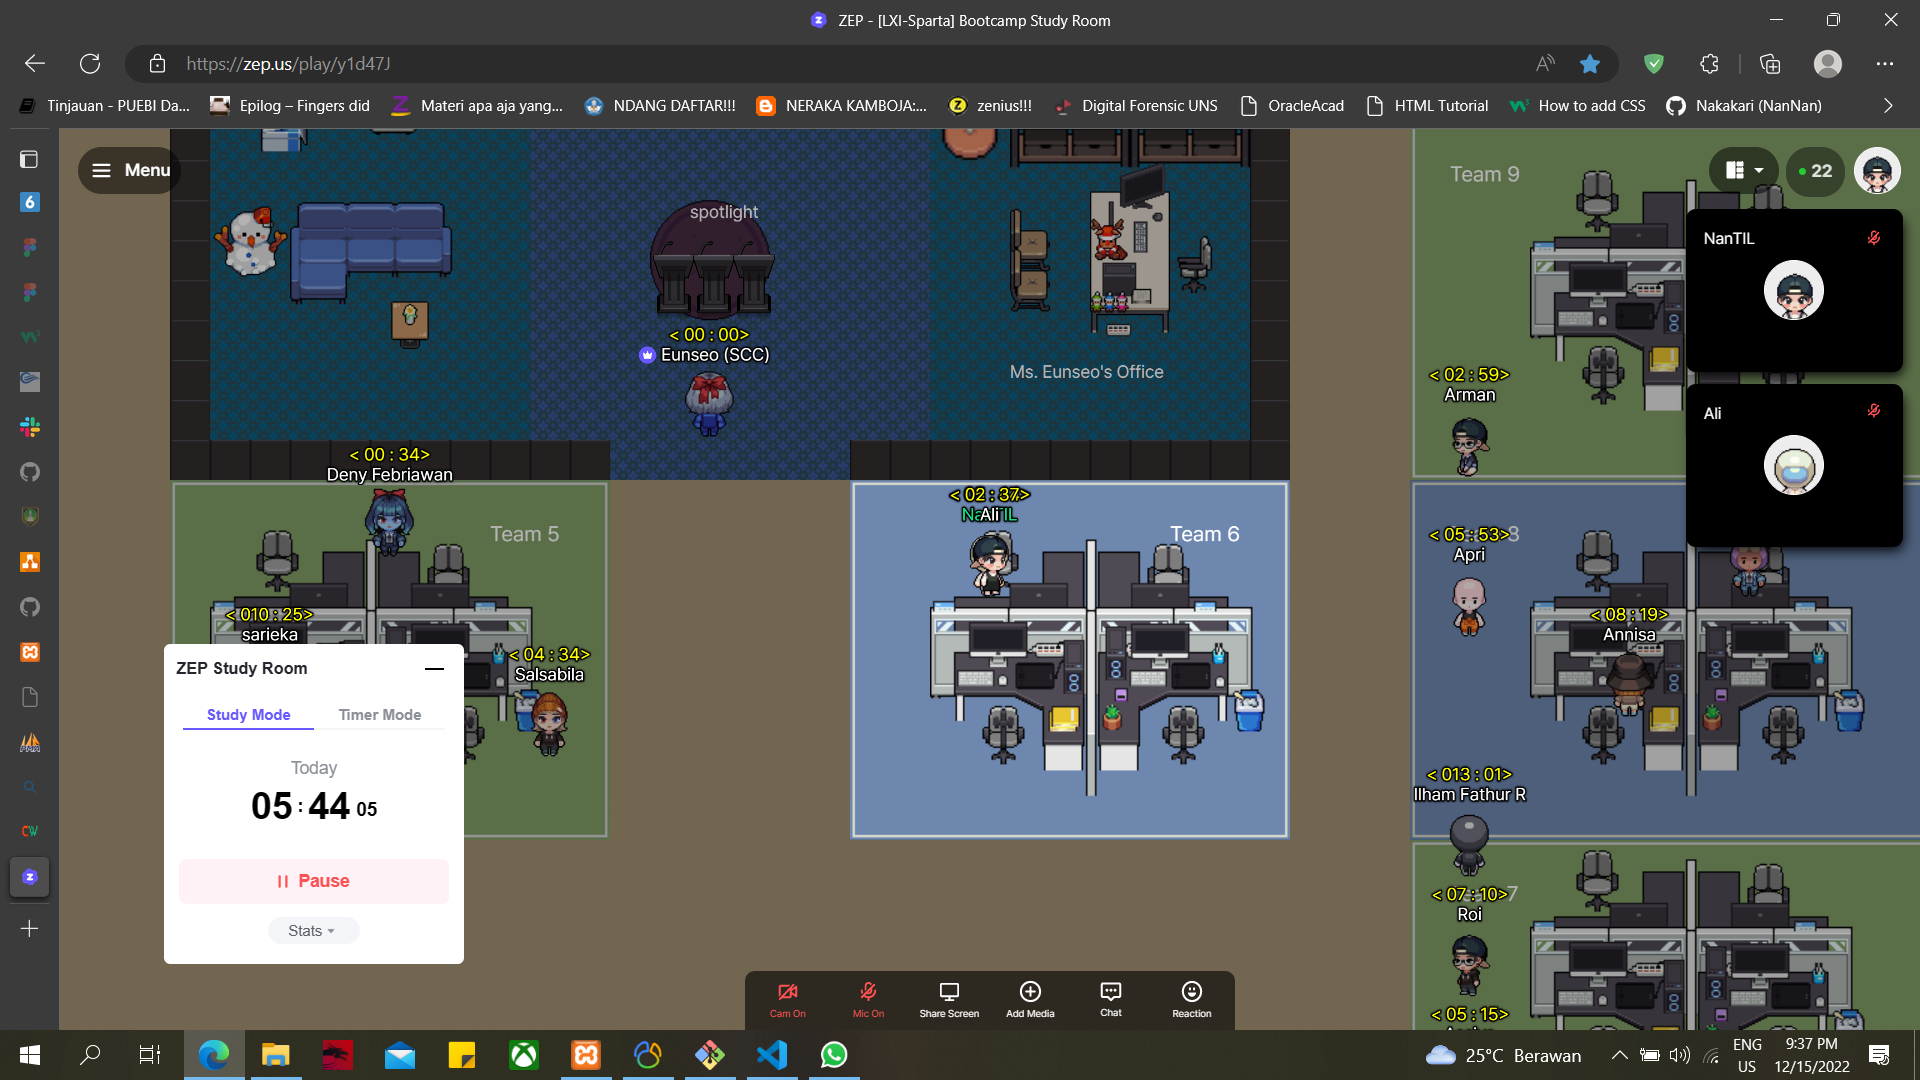 ZEP - [LXI-Sparta] Bootcamp Study Room
https://zep.us/play/y1d47J
Tinjauan - PUEBI Da...
Epilog – Fingers did
Materi apa aja yang...
NDANG DAFTAR!!!
NERAKA KAMBOJA:...
zenius!!!
Digital Forensic UNS
OracleAcad
HTML Tutorial
How to add CSS
Nakakari (NanNan)
Menu
22
spotlight
Team 9
NanTIL
Ali
< 00 : 00>
Eunseo (SCC)
Ms. Eunseo's Office
< 02 : 59>
Arman
< 00 : 34>
Deny Febriawan
< 02 : 37>
Ali
Team 5
Team 6
< 05 : 53>
Apri
< 010 : 25>
sarieka
< 08 : 19>
Annisa
< 04 : 34>
Salsabila
ZEP Study Room
Study Mode
Timer Mode
Today
05 : 44 05
Pause
Stats
< 013 : 01>
Ilham Fathur R
< 07 : 10>
Roi
< 05 : 15>
Cam On
Mic On
Share Screen
Add Media
Chat
Reaction
25°C Berawan
ENG
US
9:37 PM
12/15/2022